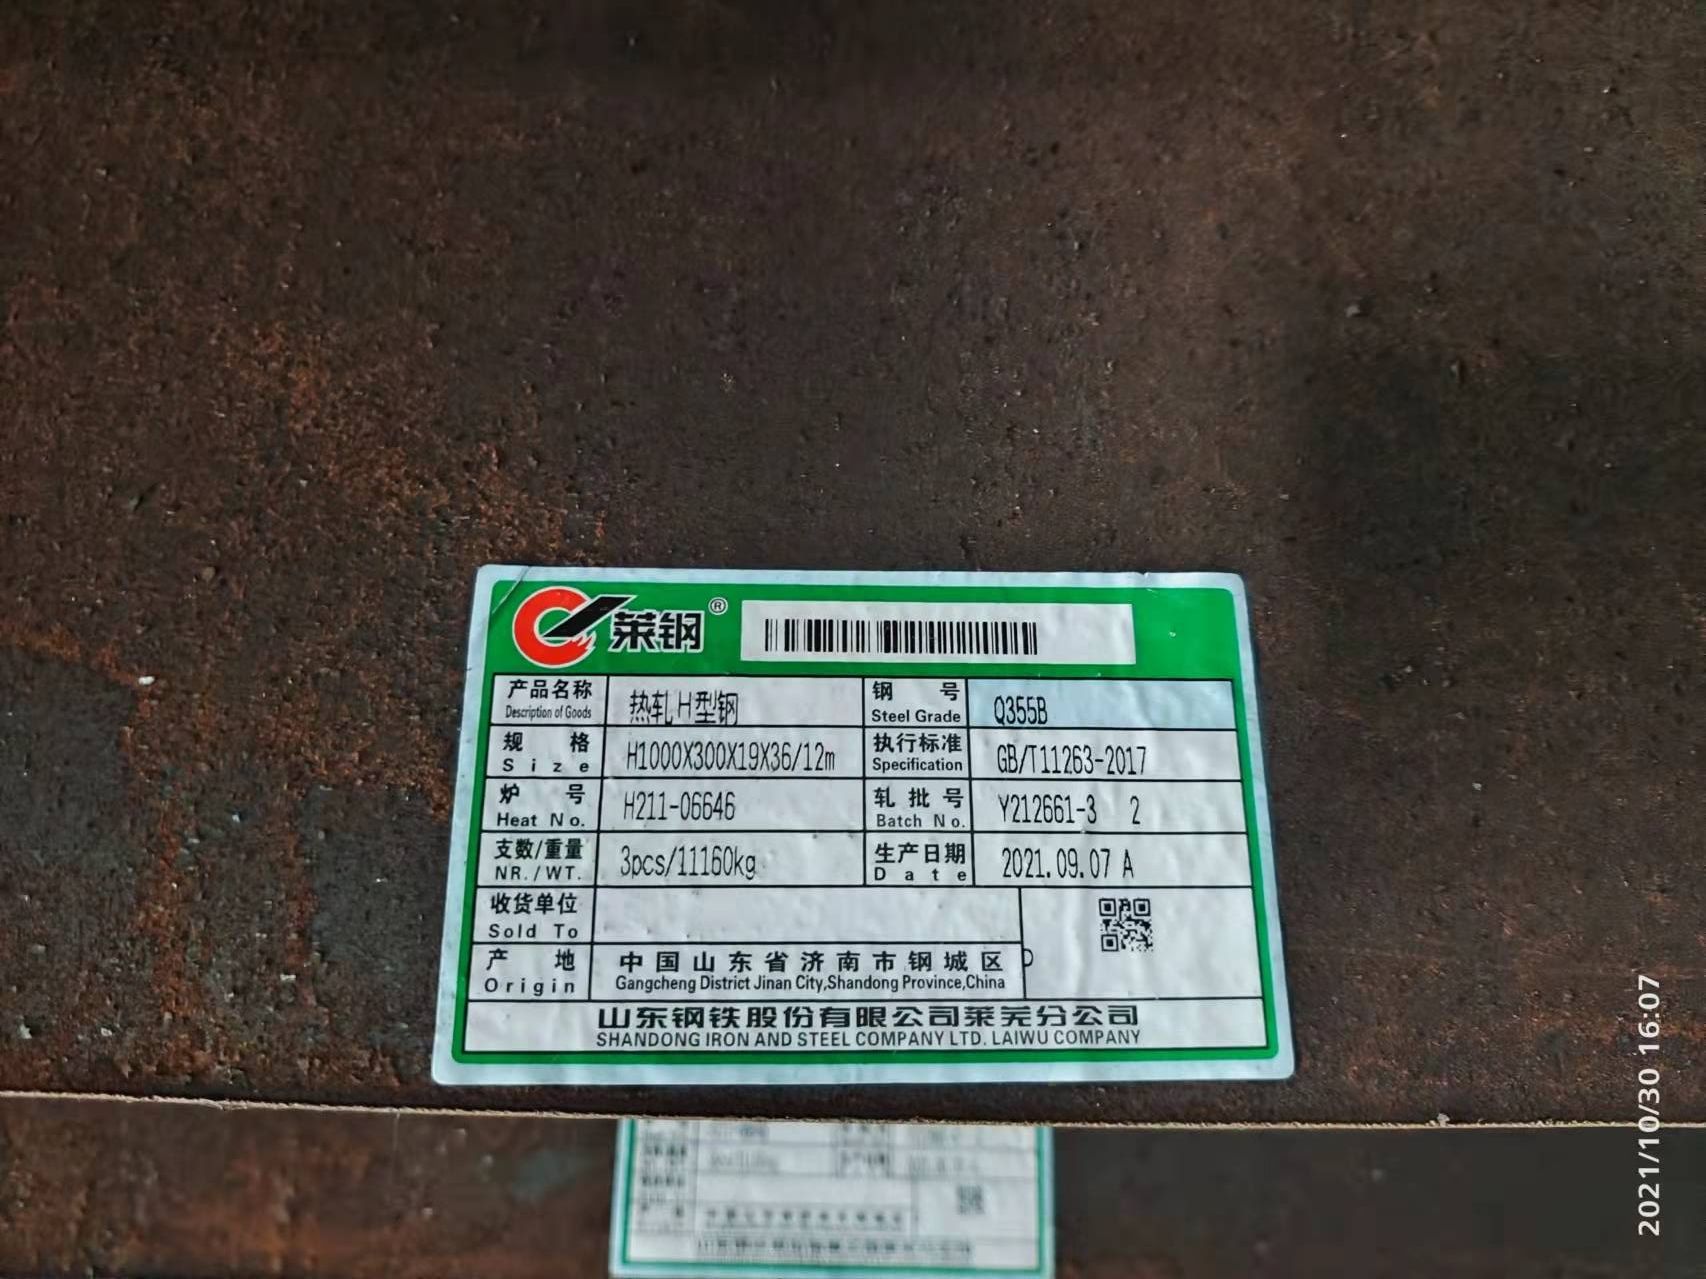 莱钢®
产品名称 热轧H型钢 钢 号 Q355B
Description of Goods Steel Grade
规 格 H1000X300X19X36/12m 执行标准 GB/T11263-2017
Size Specification
炉 号 H211-06646 轧批号 Y212661-3 2
Heat No. Batch No.
支数/重量 3pcs/11160kg 生产日期 2021.09.07 A
NR./WT. Date
收货单位
Sold To
产 地 中国山东省济南市钢城区
Origin Gangcheng District Jinan City,Shandong Province,China
山东钢铁股份有限公司莱芜分公司
SHANDONG IRON AND STEEL COMPANY LTD. LAIWU COMPANY
2021/10/30 16:07